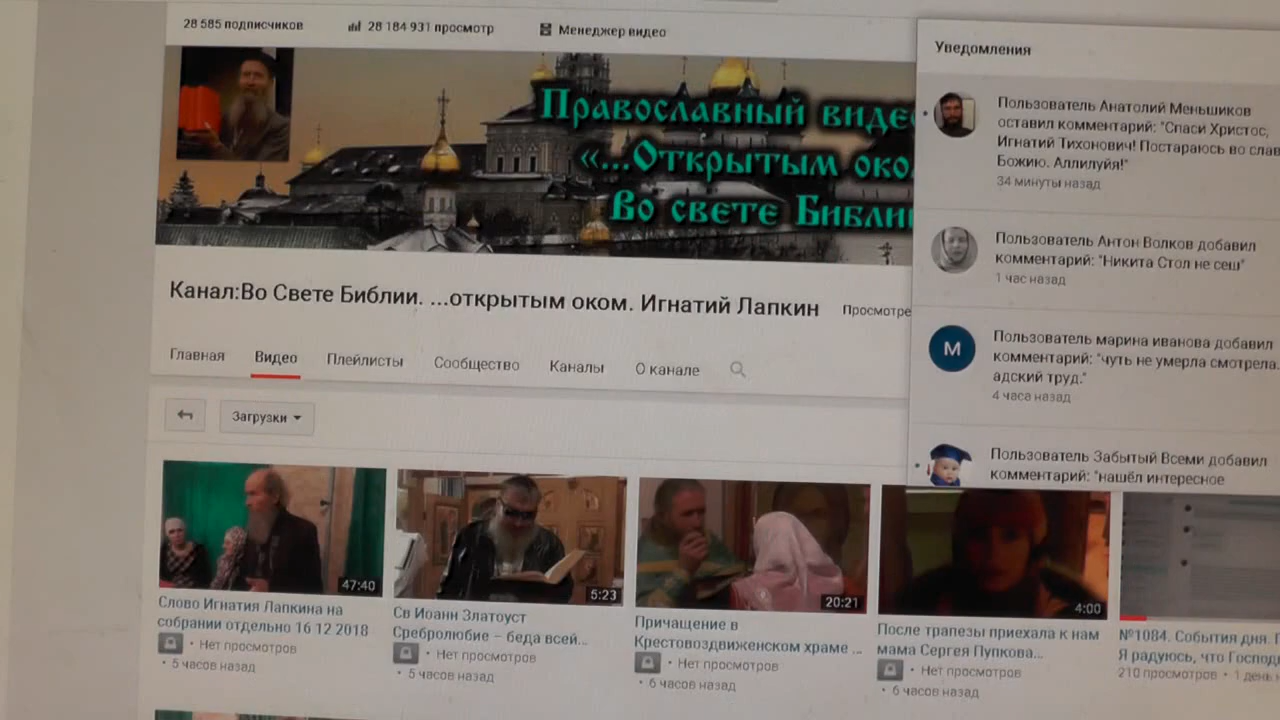 28 585 подписчиков
28 184 931 просмотр
Менеджер видео
Православный виде
«...Открытым око
Во свете Библи
Канал:Во Свете Библии. ...открытым оком. Игнатий Лапкин
Просмотре
Главная
Видео
Плейлисты
Сообщество
Каналы
О канале
Загрузки
47:40
Слово Игнатия Лапкина на
собрании отдельно 16 12 2018
• Нет просмотров
• 5 часов назад
5:23
Св Иоанн Златоуст
Сребролюбие – беда всей...
• Нет просмотров
• 5 часов назад
20:21
Причащение в
Крестовоздвиженском храме ...
• Нет просмотров
• 6 часов назад
4:00
После трапезы приехала к нам
мама Сергея Пупкова...
• Нет просмотров
• 6 часов назад
№1084. События дня. Г
Я радуюсь, что Господ
210 просмотров • 1 день н
Уведомления
Пользователь Анатолий Меньшиков
оставил комментарий: "Спаси Христос,
Игнатий Тихонович! Постараюсь во слав
Божию. Аллилуйя!"
34 минуты назад
Пользователь Антон Волков добавил
комментарий: "Никита Стол не сеш"
1 час назад
М
Пользователь марина иванова добавил
комментарий: "чуть не умерла смотрела.
адский труд."
4 часа назад
Пользователь Забытый Всеми добавил
комментарий: "нашёл интересное